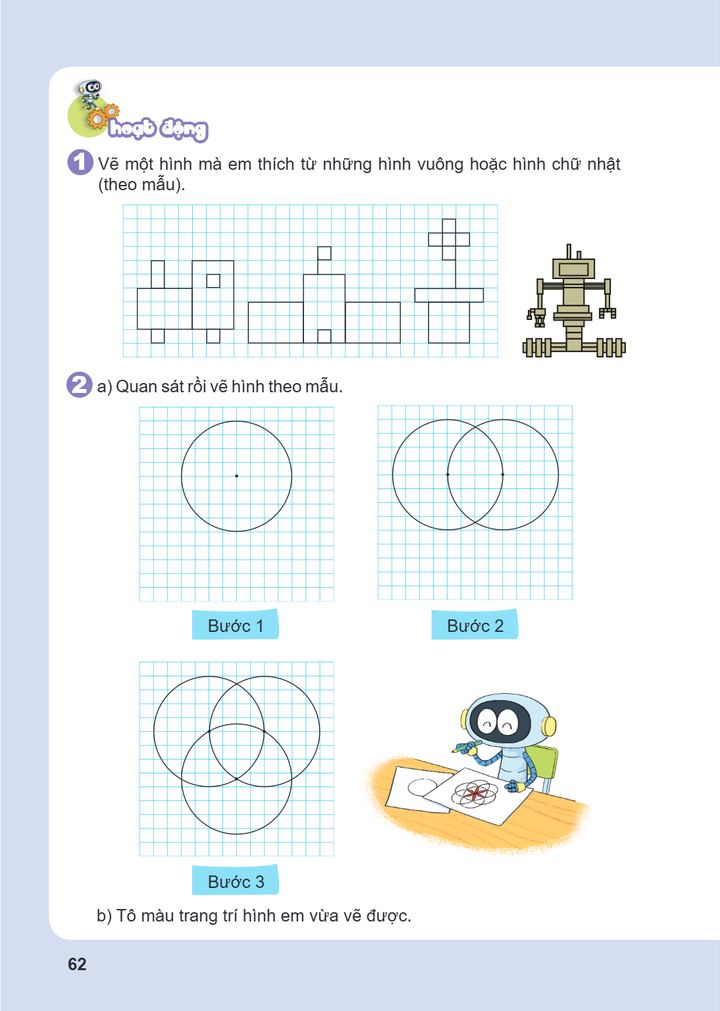 hoạt động
1 Vẽ một hình mà em thích từ những hình vuông hoặc hình chữ nhật
(theo mẫu).
2 a) Quan sát rồi vẽ hình theo mẫu.
Bước 1
Bước 2
Bước 3
b) Tô màu trang trí hình em vừa vẽ được.
62